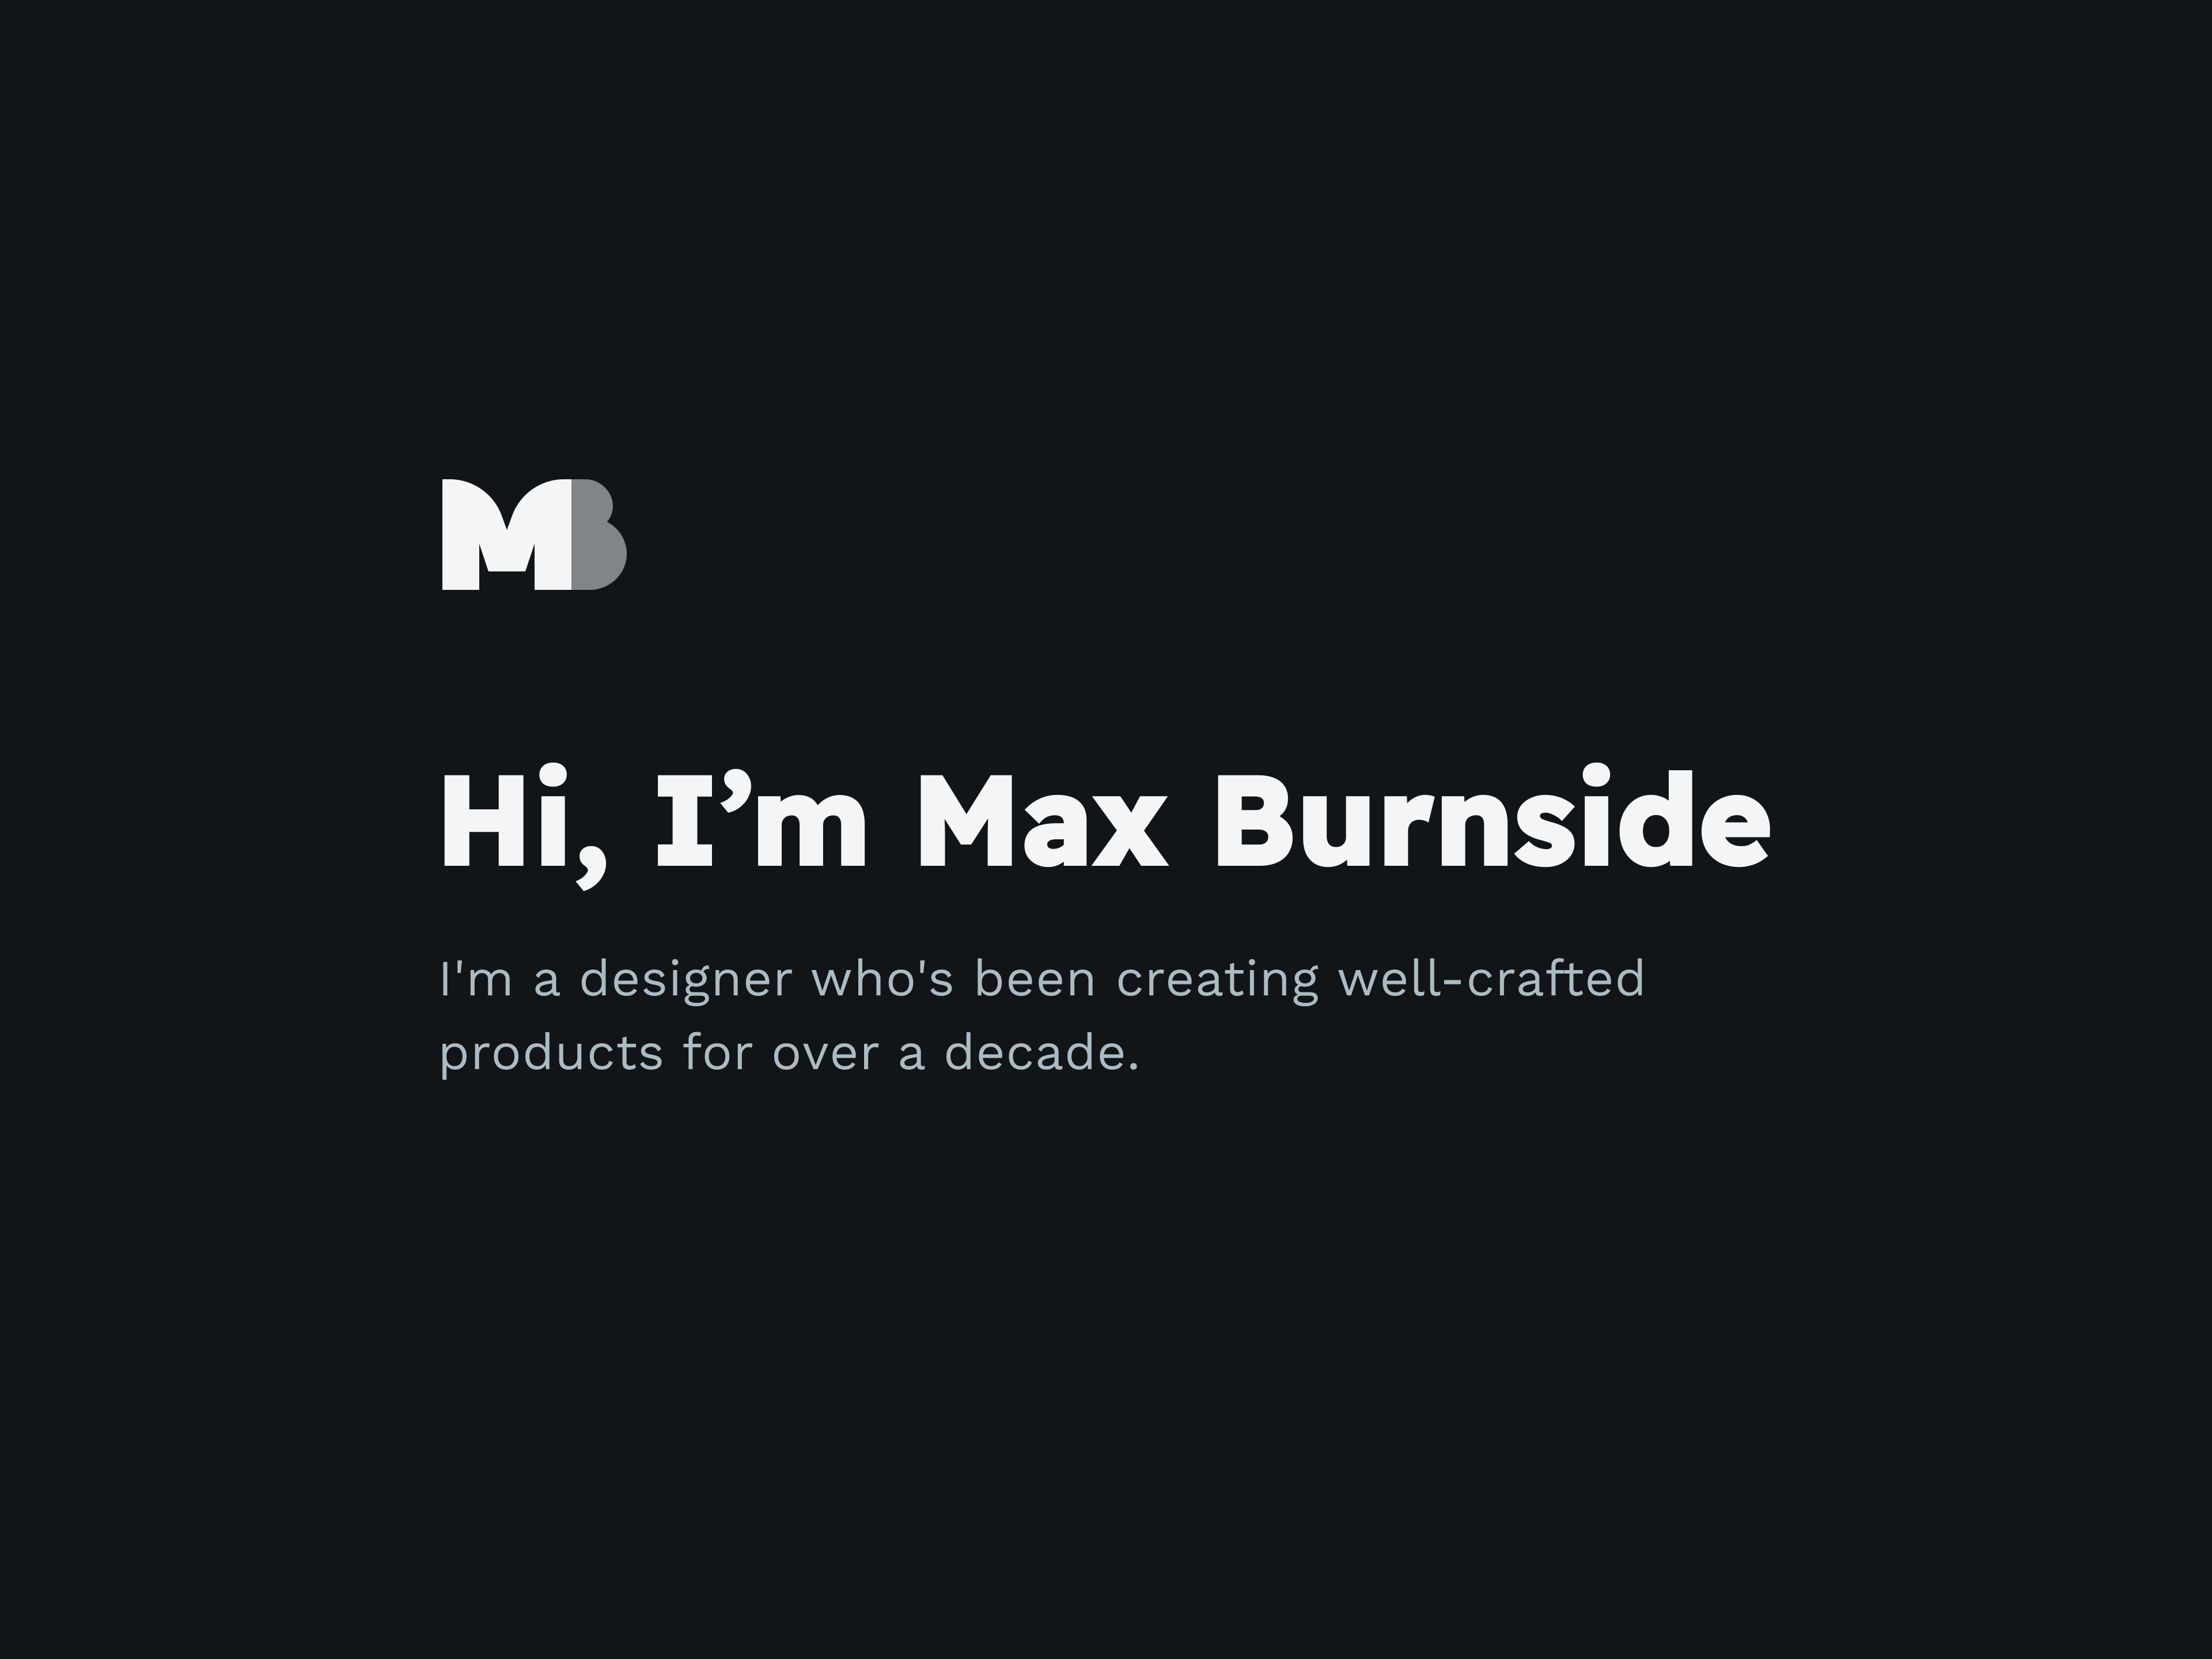 MB
Hi, I’m Max Burnside
I'm a designer who's been creating well-crafted
products for over a decade.